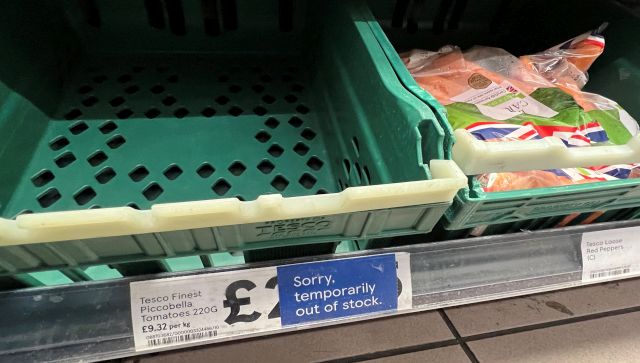 TESCO
CAR
Tesco Finest
Piccobella
Tomatoes 220G
£9.32 per kg
£2
Sorry,
temporarily
out of stock.
Tesco Loose
Red Peppers
(C)